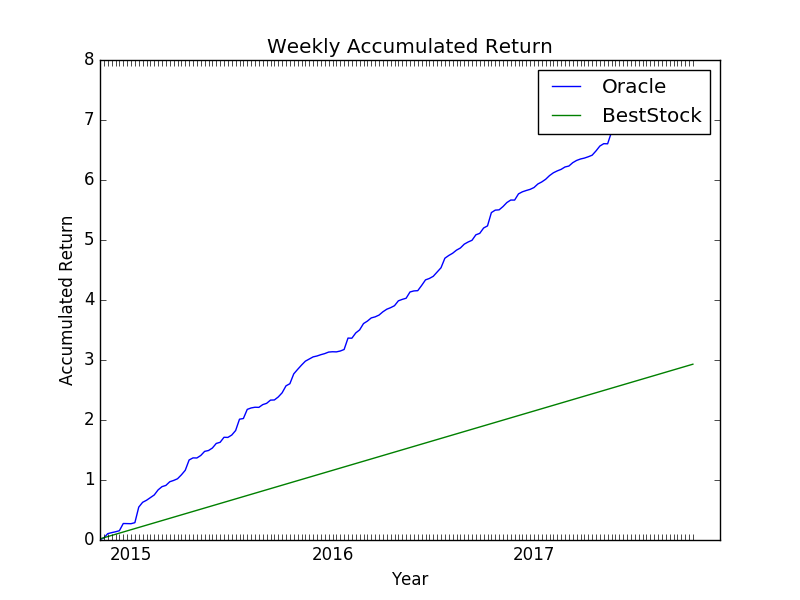 Weekly Accumulated Return
8
7
6
5
4
3
2
1
0
Accumulated Return
Oracle
BestStock
2015 2016 2017
Year